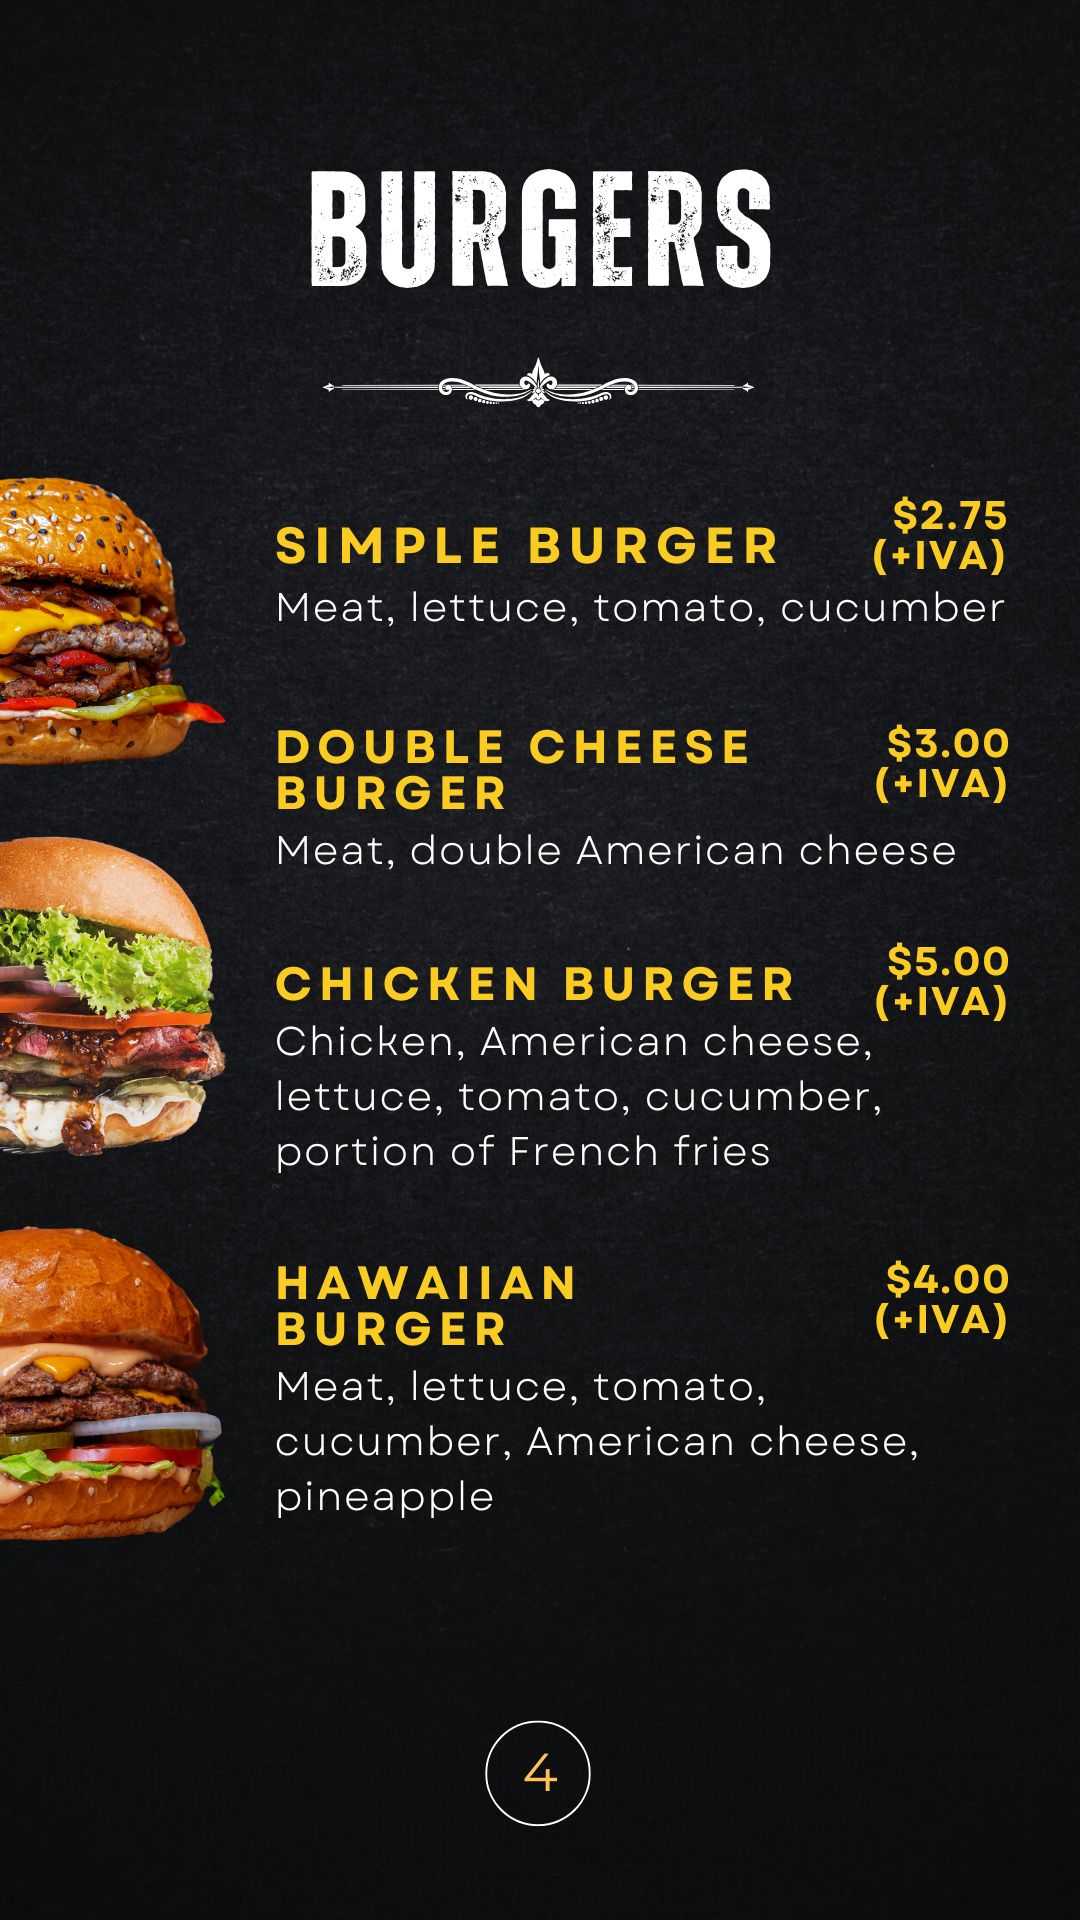 BURGERS
SIMPLE BURGER
$2.75
(+IVA)
Meat, lettuce, tomato, cucumber
DOUBLE CHEESE
BURGER
$3.00
(+IVA)
Meat, double American cheese
CHICKEN BURGER
$5.00
(+IVA)
Chicken, American cheese,
lettuce, tomato, cucumber,
portion of French fries
HAWAIIAN
BURGER
$4.00
(+IVA)
Meat, lettuce, tomato,
cucumber, American cheese,
pineapple
4